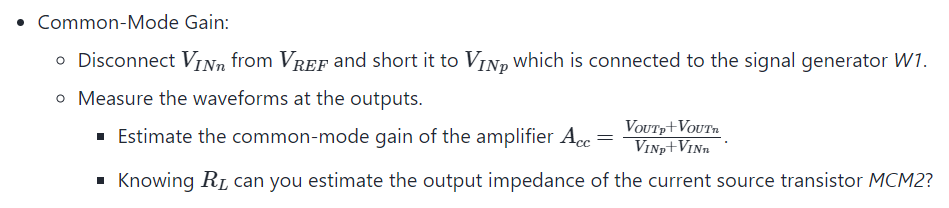 • Common-Mode Gain:
◦ Disconnect V_{INn} from V_{REF} and short it to V_{INp} which is connected to the signal generator W1.
◦ Measure the waveforms at the outputs.
▪ Estimate the common-mode gain of the amplifier A_{cc} = \frac{V_{OUTp}+V_{OUTn}}{V_{INp}+V_{INn}}.
▪ Knowing R_L can you estimate the output impedance of the current source transistor MCM2?